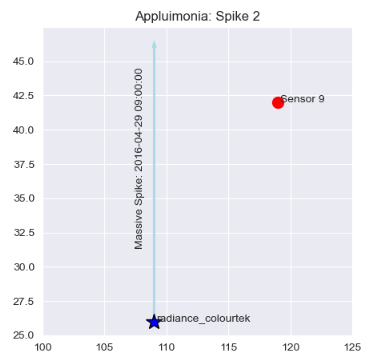 Appluimonia: Spike 2
45.0
42.5
40.0
37.5
35.0
32.5
30.0
27.5
25.0
Massive Spike: 2016-04-29 09:00:00
Sensor 9
radiance_colourtek
100 105 110 115 120 125